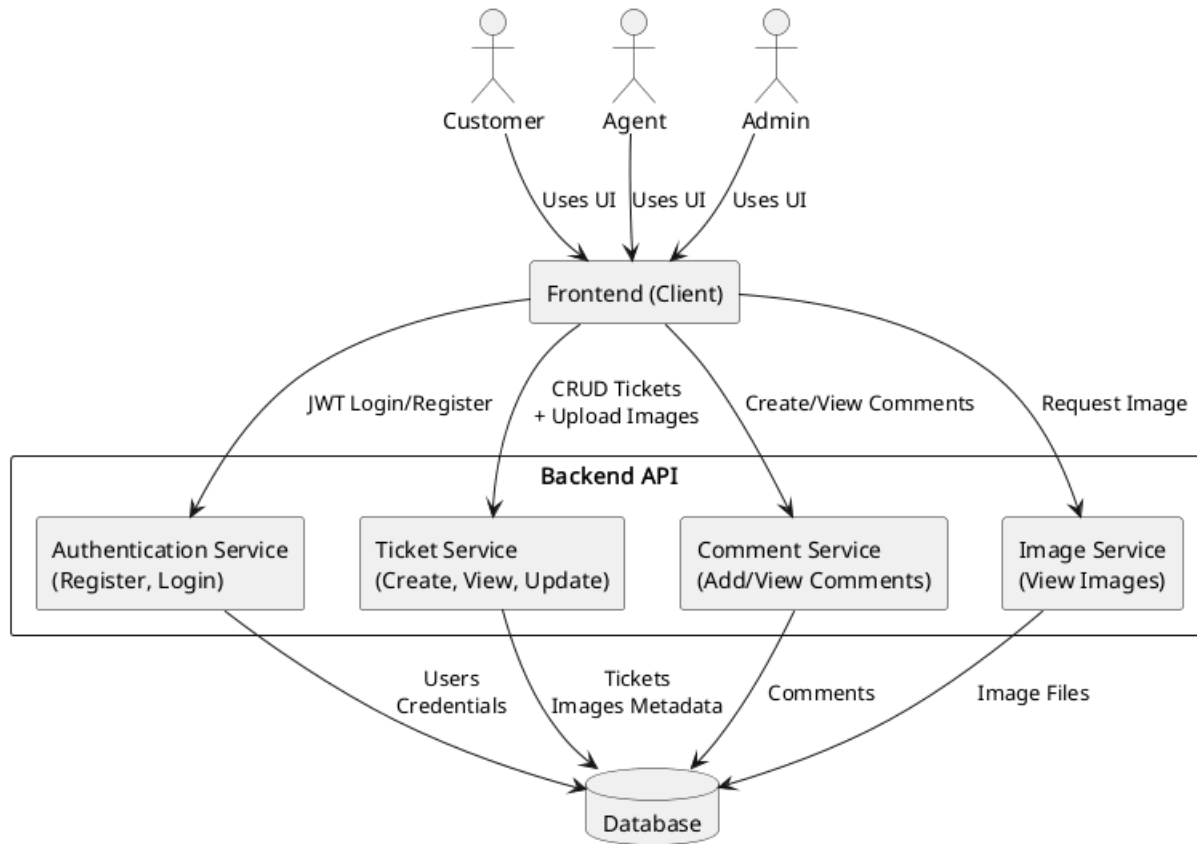 Customer
Agent
Admin
Uses UI
Uses UI
Uses UI
Frontend (Client)
JWT Login/Register
CRUD Tickets
+ Upload Images
Create/View Comments
Request Image
Backend API
Authentication Service
(Register, Login)
Ticket Service
(Create, View, Update)
Comment Service
(Add/View Comments)
Image Service
(View Images)
Users
Credentials
Tickets
Images Metadata
Comments
Image Files
Database